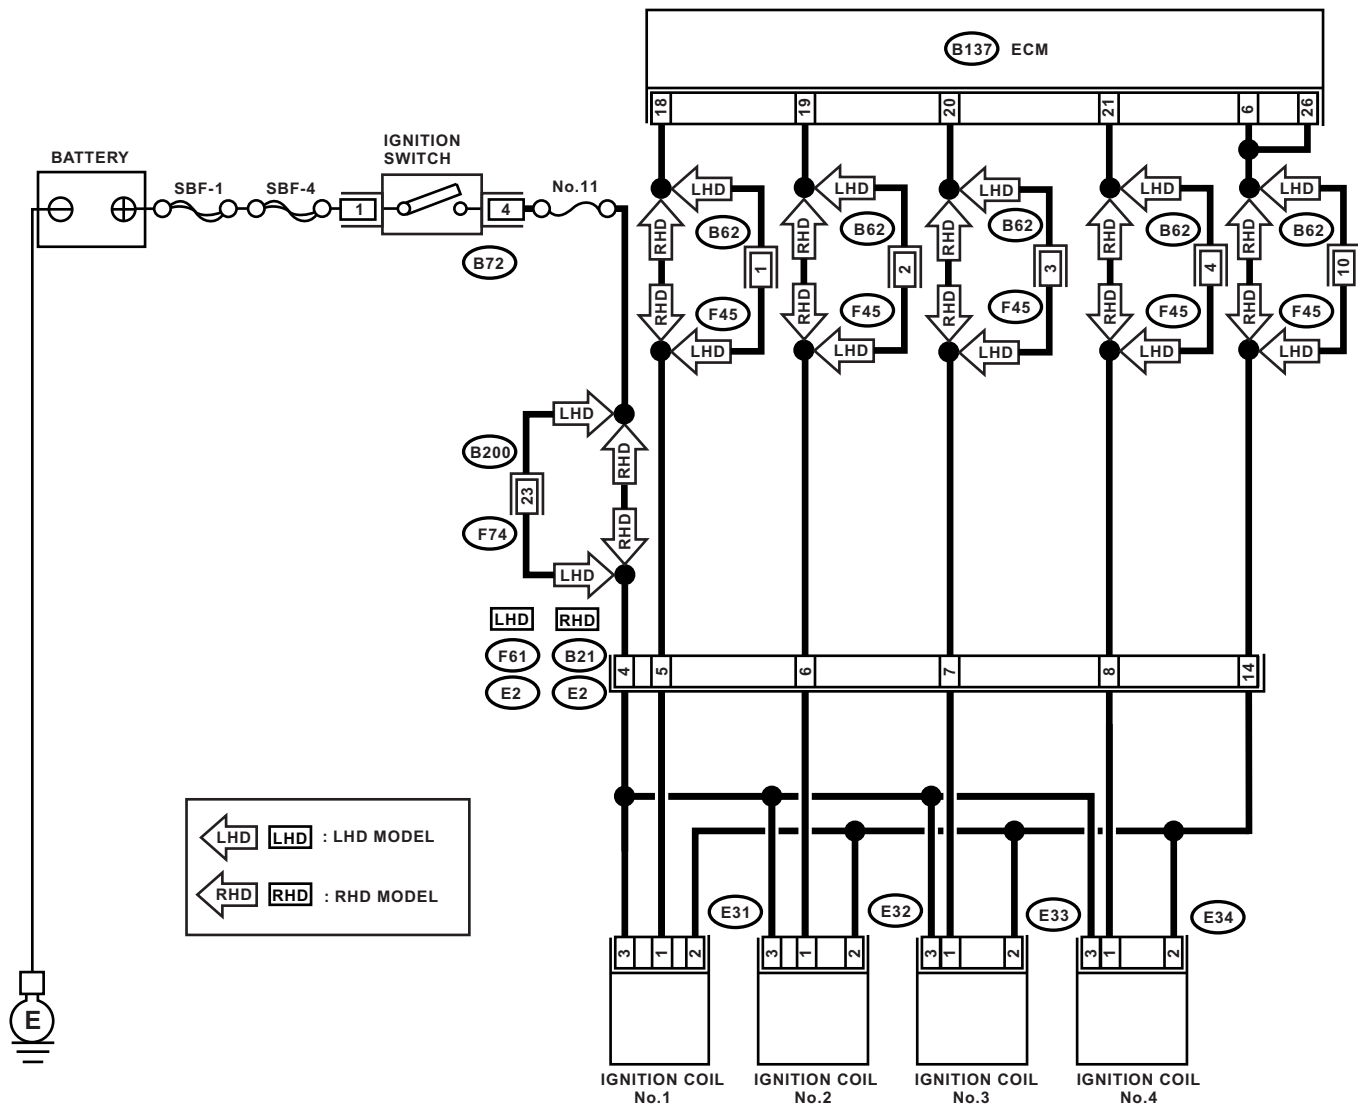 B137 ECM
18 19 20 21 6 26
BATTERY
SBF-1
SBF-4
IGNITION
SWITCH
No.11
1
4
B72
LHD LHD LHD LHD LHD
RHD RHD RHD RHD RHD
B62 B62 B62 B62 B62
1 2 3 4 10
RHD RHD RHD RHD RHD
F45 F45 F45 F45 F45
LHD LHD LHD LHD LHD
LHD
RHD
B200
23
F74
RHD
LHD
LHD RHD
F61 B21
E2 E2
4 5 6 7 8 14
LHD LHD : LHD MODEL
RHD RHD : RHD MODEL
E31 E32 E33 E34
3 1 2 3 1 2 3 1 2 3 1 2
E
IGNITION COIL
No.1
IGNITION COIL
No.2
IGNITION COIL
No.3
IGNITION COIL
No.4